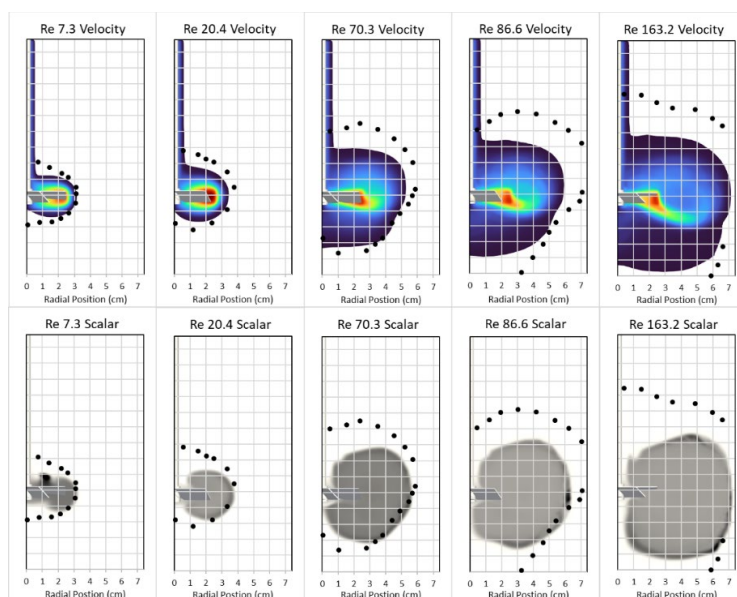 Re 7.3 Velocity
Re 20.4 Velocity
Re 70.3 Velocity
Re 86.6 Velocity
Re 163.2 Velocity
0 1 2 3 4 5 6 7
0 1 2 3 4 5 6 7
0 1 2 3 4 5 6 7
0 1 2 3 4 5 6 7
0 1 2 3 4 5 6 7
Radial Position (cm)
Radial Position (cm)
Radial Postion (cm)
Radial Postion (cm)
Radial Postion (cm)
Re 7.3 Scalar
Re 20.4 Scalar
Re 70.3 Scalar
Re 86.6 Scalar
Re 163.2 Scalar
0 1 2 3 4 5 6 7
0 1 2 3 4 5 6 7
0 1 2 3 4 5 6 7
0 1 2 3 4 5 6 7
0 1 2 3 4 5 6 7
Radial Postion (cm)
Radial Postion (cm)
Radial Postion (cm)
Radial Postion (cm)
Radial Postion (cm)